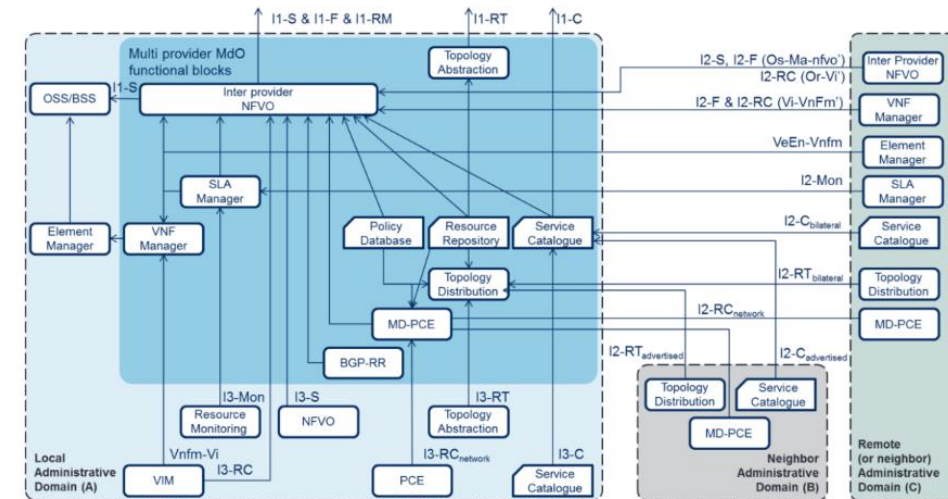 I1-S & I1-F & I1-RM
I1-RT
I1-C
Multi provider MdO
functional blocks
Topology
Abstraction
I2-S, I2-F (Os-Ma-nfvo')
I2-RC (Or-Vi')
Inter provider
NFVO
I1-S
OSS/BSS
Inter provider
NFVO
I2-F & I2-RC (Vi-VnFm')
VNF
Manager
VeEn-Vnfm
Element
Manager
SLA
Manager
I2-Mon
SLA
Manager
Element
Manager
VNF
Manager
Policy
Database
Resource
Repository
Service
Catalogue
I2-Cbilateral
Service
Catalogue
Topology
Distribution
I2-RTbilateral
Topology
Distribution
MD-PCE
I2-RCnetwork
MD-PCE
BGP-RR
I2-RTadvertised
I2-Cadvertised
I3-Mon
I3-S
I3-RT
Resource
Monitoring
NFVO
Topology
Abstraction
Topology
Distribution
Service
Catalogue
MD-PCE
Local
Administrative
Domain (A)
Vnfm-Vi
I3-RC
VIM
I3-RCnetwork
PCE
I3-C
Service
Catalogue
Neighbor
Administrative
Domain (B)
Remote
(or neighbor)
Administrative
Domain (C)